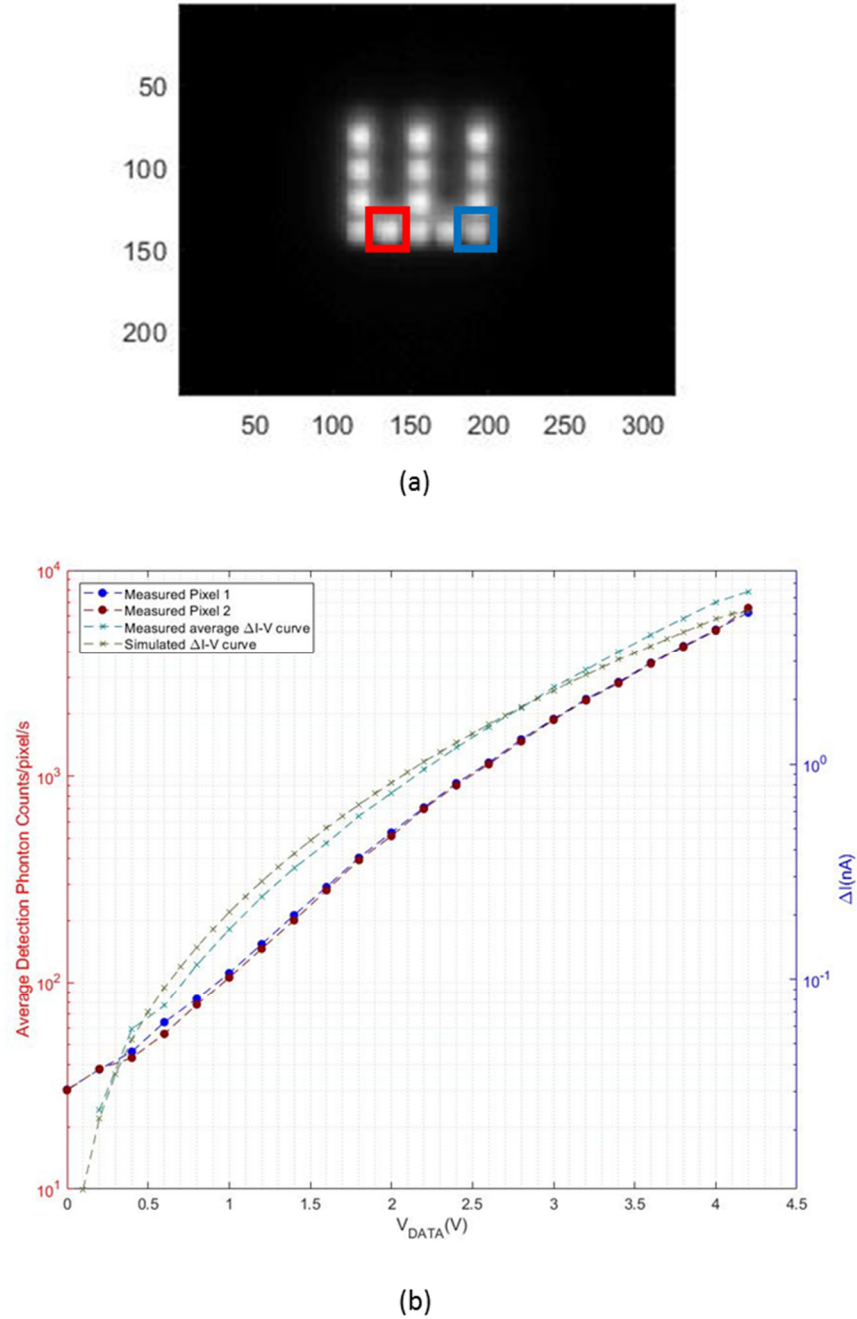 50
100
150
200
50 100 150 200 250 300
(a)
10^4
10^3
10^2
10^1
Average Detection Phonton Counts/pixel/s
Measured Pixel 1
Measured Pixel 2
Measured average ΔI-V curve
Simulated ΔI-V curve
10^0
10^-1
ΔI(nA)
0 0.5 1 1.5 2 2.5 3 3.5 4 4.5
V_DATA(V)
(b)